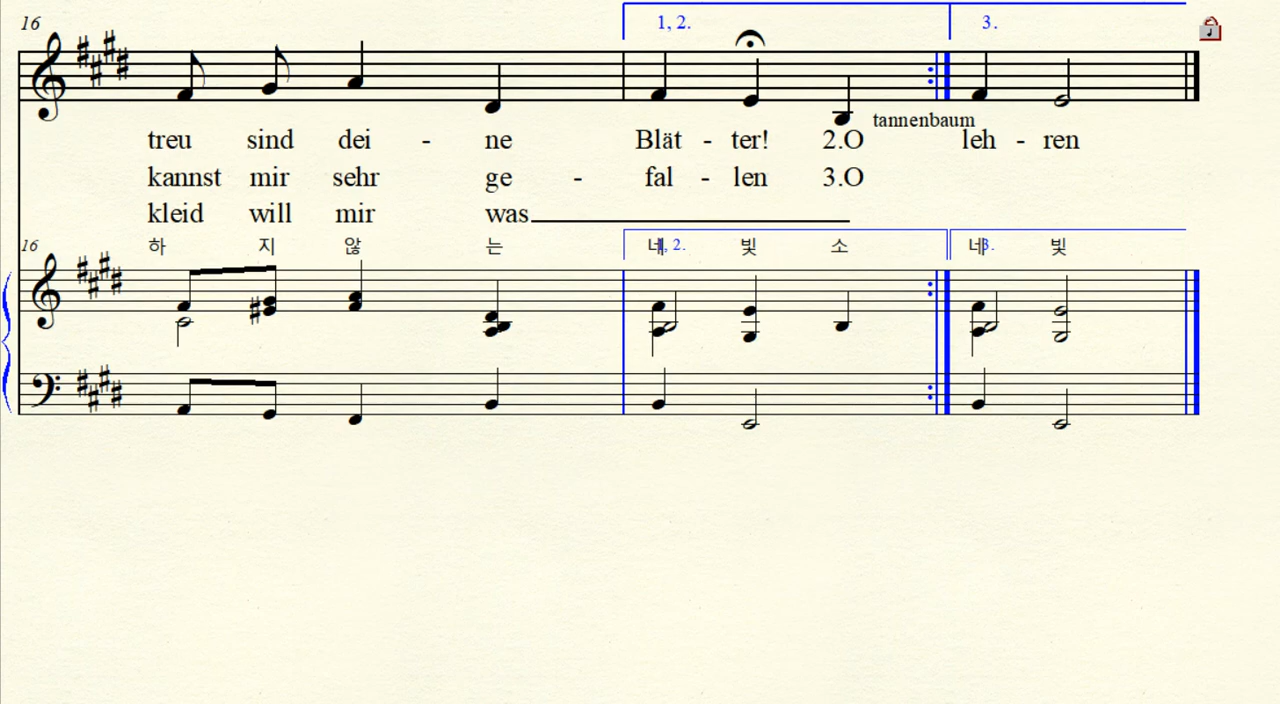 16
1, 2.
3.
tannenbaum
treu sind dei - ne Blät - ter! 2.O leh - ren
kannst mir sehr ge - fal - len 3.O
kleid will mir was
16
하 지 않 는 네 빛 소 네 빛
1, 2.
3.